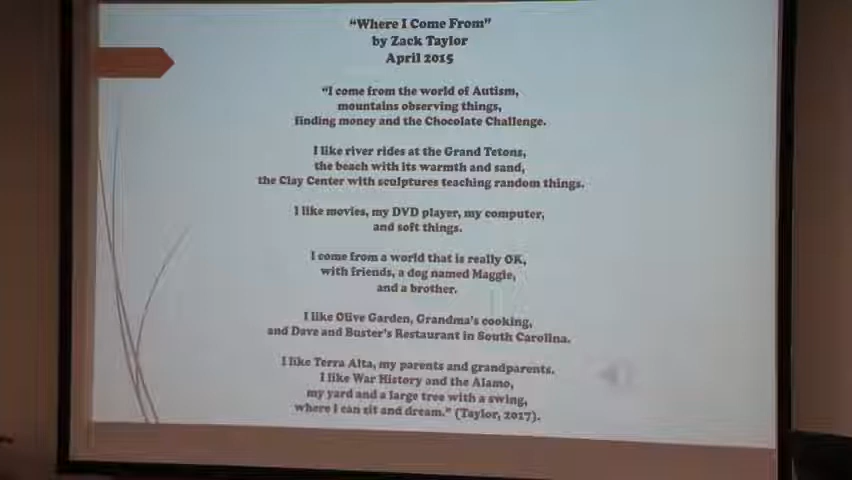 "Where I Come From"
by Zack Taylor
April 2015
"I come from the world of Autism,
mountains observing things,
finding money and the Chocolate Challenge.
I like river rides at the Grand Tetons,
the beach with its warmth and sand,
the Clay Center with sculptures teaching random things.
I like movies, my DVD player, my computer,
and soft things.
I come from a world that is really OK,
with friends, a dog named Maggie,
and a brother.
I like Olive Garden, Grandma's cooking,
and Dave and Buster's Restaurant in South Carolina.
I like Terra Alta, my parents and grandparents.
I like War History and the Alamo,
my yard and a large tree with a swing,
where I can sit and dream." (Taylor, 2017).